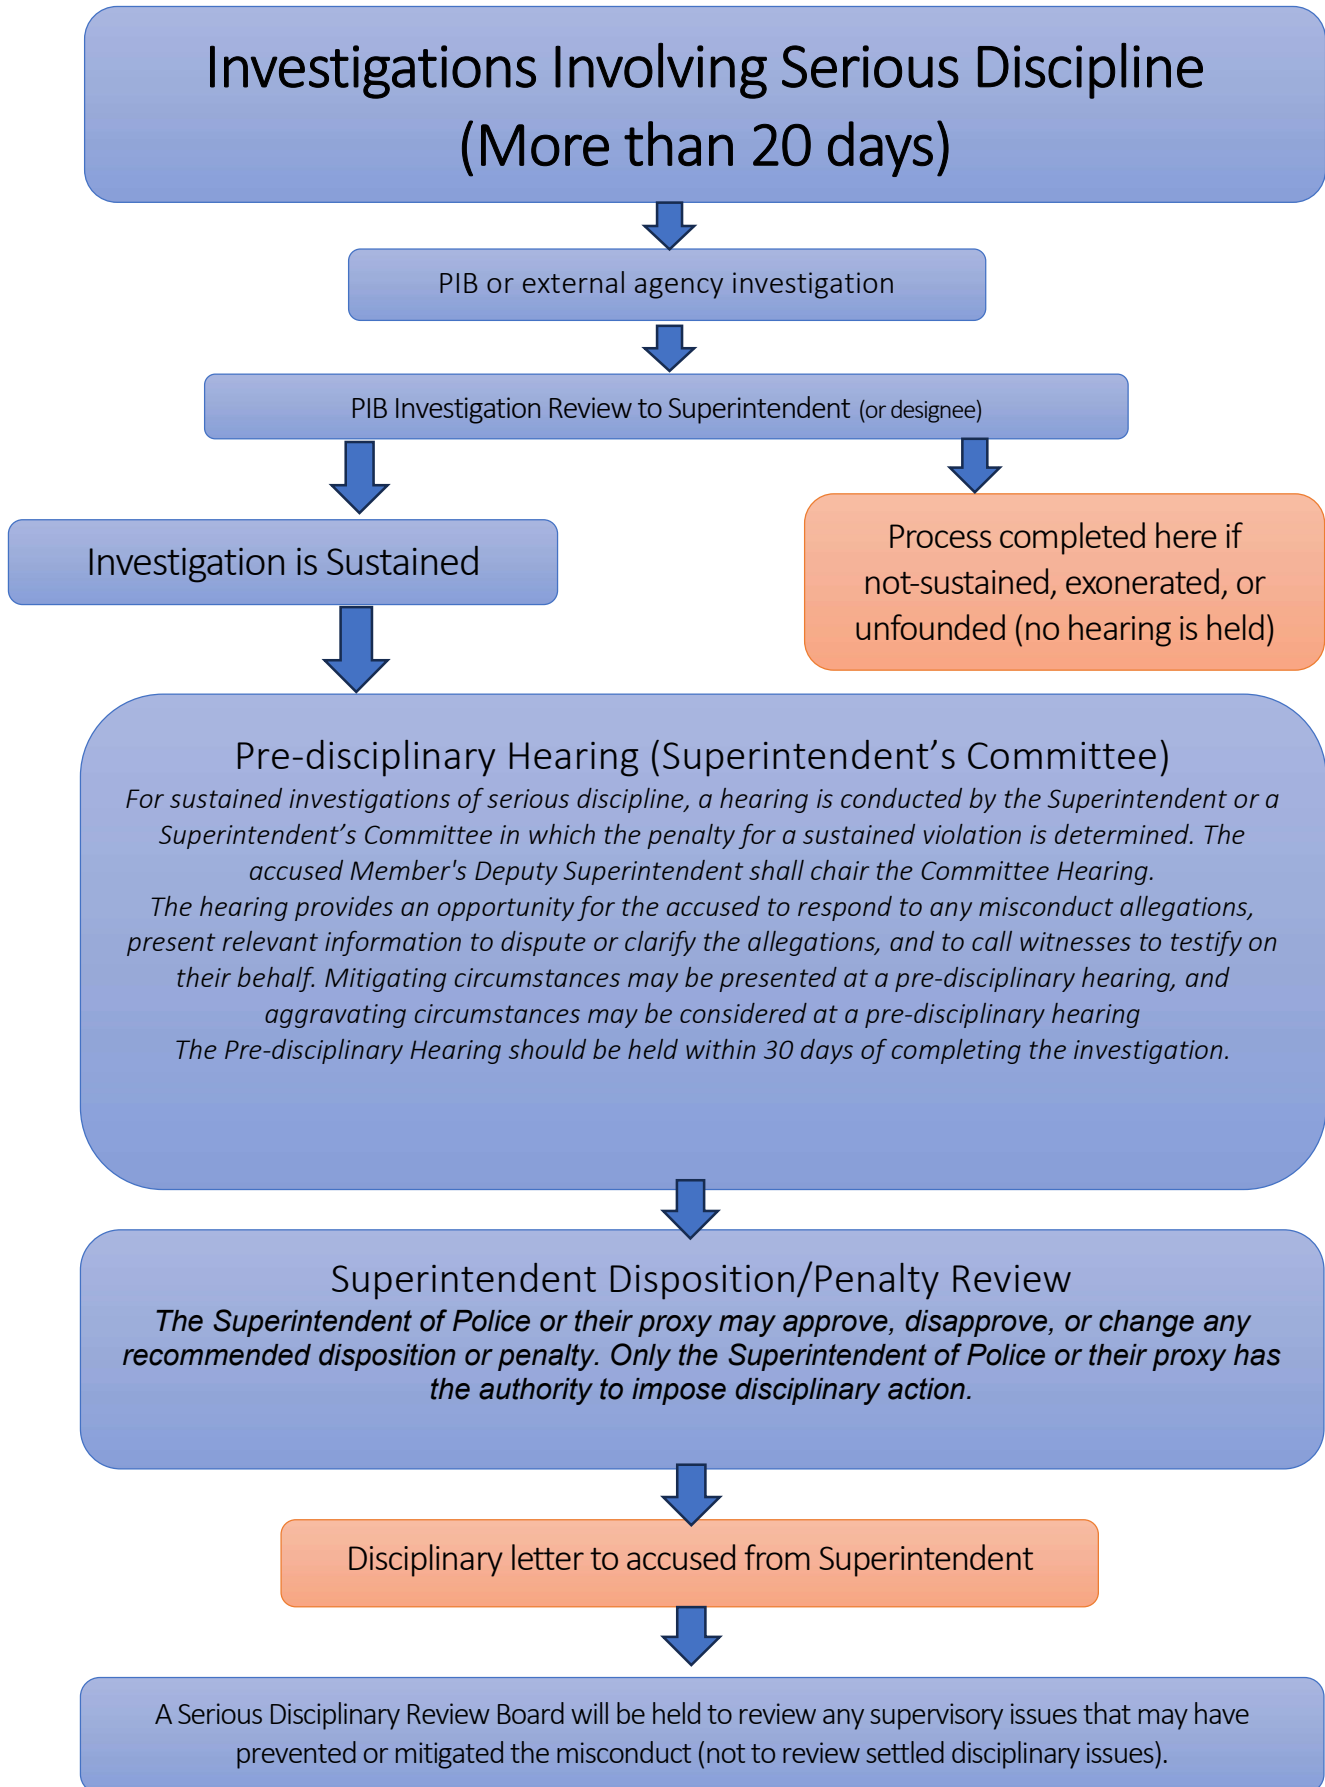 Investigations Involving Serious Discipline
(More than 20 days)
PIB or external agency investigation
PIB Investigation Review to Superintendent (or designee)
Investigation is Sustained
Process completed here if
not-sustained, exonerated, or
unfounded (no hearing is held)
Pre-disciplinary Hearing (Superintendent’s Committee)
For sustained investigations of serious discipline, a hearing is conducted by the Superintendent or a
Superintendent’s Committee in which the penalty for a sustained violation is determined. The
accused Member's Deputy Superintendent shall chair the Committee Hearing.
The hearing provides an opportunity for the accused to respond to any misconduct allegations,
present relevant information to dispute or clarify the allegations, and to call witnesses to testify on
their behalf. Mitigating circumstances may be presented at a pre-disciplinary hearing, and
aggravating circumstances may be considered at a pre-disciplinary hearing
The Pre-disciplinary Hearing should be held within 30 days of completing the investigation.
Superintendent Disposition/Penalty Review
The Superintendent of Police or their proxy may approve, disapprove, or change any
recommended disposition or penalty. Only the Superintendent of Police or their proxy has
the authority to impose disciplinary action.
Disciplinary letter to accused from Superintendent
A Serious Disciplinary Review Board will be held to review any supervisory issues that may have
prevented or mitigated the misconduct (not to review settled disciplinary issues).